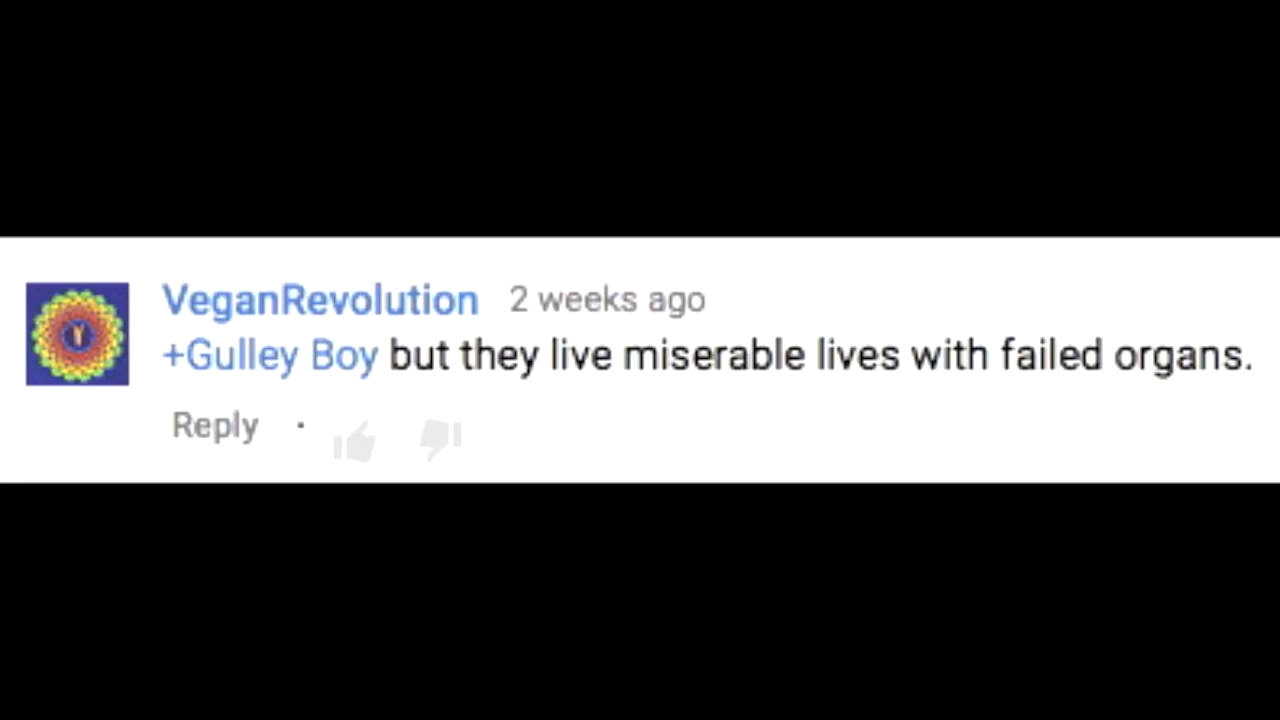 VeganRevolution 2 weeks ago
+Gulley Boy but they live miserable lives with failed organs.
Reply ·